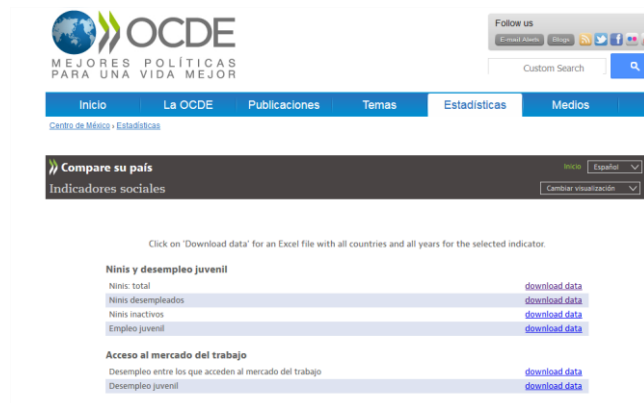 OCDE
MEJORES POLÍTICAS
PARA UNA VIDA MEJOR
Follow us
E-mail Alerts Blogs
Custom Search
Inicio La OCDE Publicaciones Temas Estadísticas Medios
Centro de México › Estadísticas
Compare su país
Inicio Español
Indicadores sociales
Cambiar visualización
Click on 'Download data' for an Excel file with all countries and all years for the selected indicator.
Ninis y desempleo juvenil
Ninis: total download data
Ninis desempleados download data
Ninis inactivos download data
Empleo juvenil download data
Acceso al mercado del trabajo
Desempleo entre los que acceden al mercado del trabajo download data
Desempleo juvenil download data